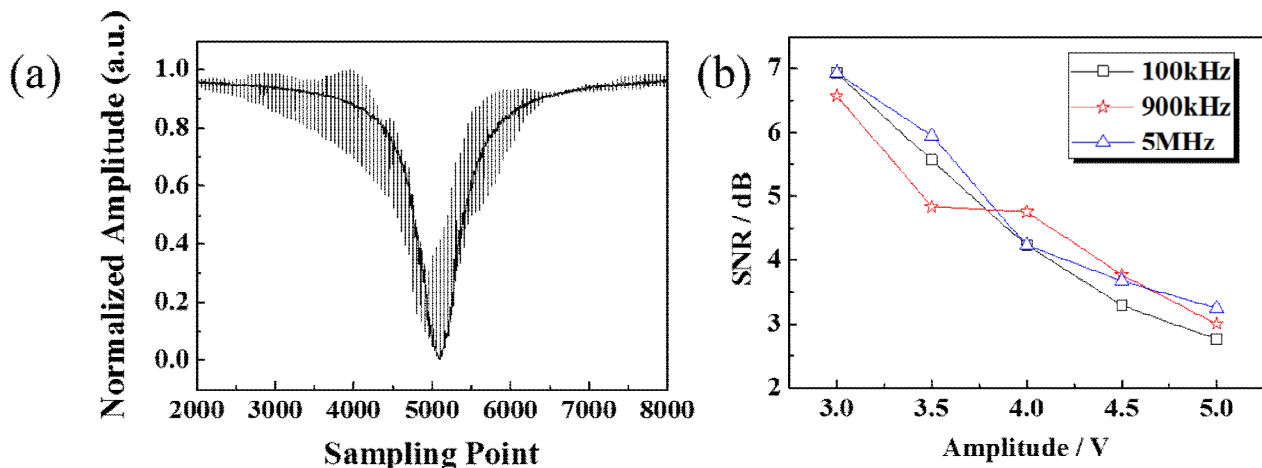 (a)
Normalized Amplitude (a.u.)
1.0
0.8
0.6
0.4
0.2
0.0
2000 3000 4000 5000 6000 7000 8000
Sampling Point
(b)
SNR / dB
7
6
5
4
3
2
100kHz
900kHz
5MHz
3.0 3.5 4.0 4.5 5.0
Amplitude / V